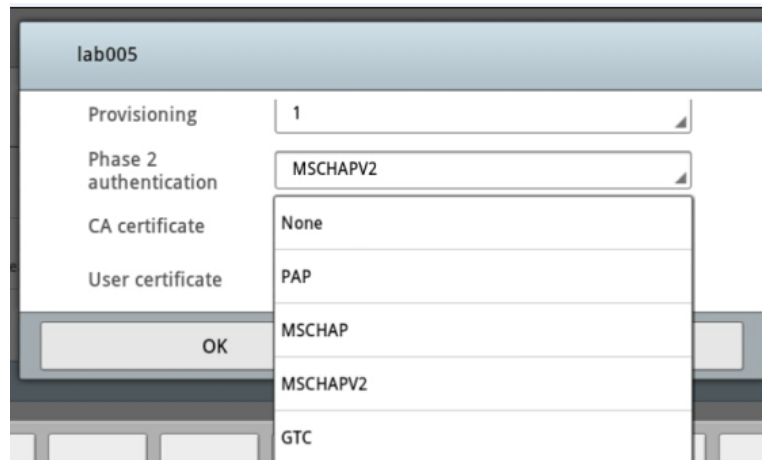 lab005
Provisioning
1
Phase 2
authentication
MSCHAPV2
CA certificate
None
User certificate
PAP
OK
MSCHAP
MSCHAPV2
GTC